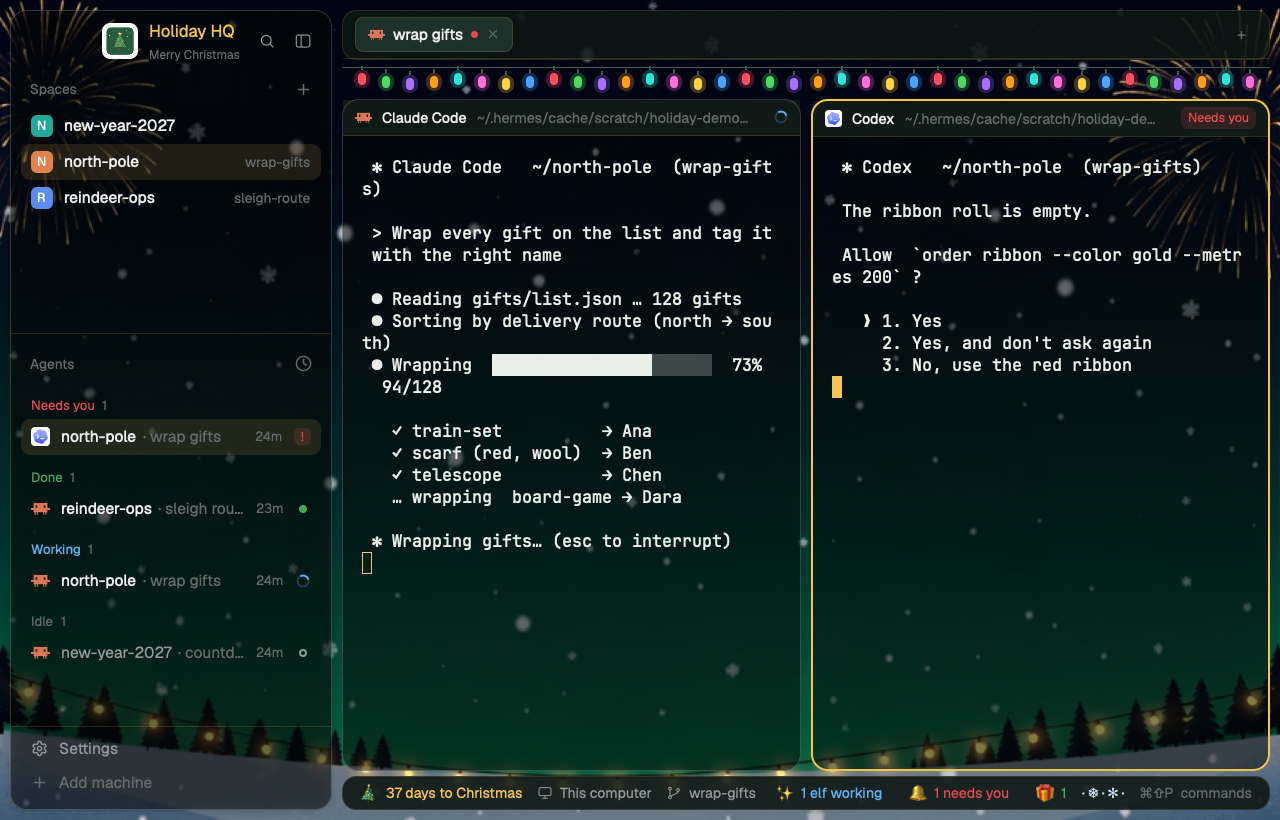 Holiday HQ
Merry Christmas
Spaces
N new-year-2027
N north-pole wrap-gifts
R reindeer-ops sleigh-route
Agents
Needs you 1
north-pole · wrap gifts 24m !
Done 1
reindeer-ops · sleigh rou… 23m
Working 1
north-pole · wrap gifts 24m
Idle 1
new-year-2027 · countd… 24m
Settings
+ Add machine
wrap gifts
Claude Code ~/.hermes/cache/scratch/holiday-demo…
✻ Claude Code ~/north-pole (wrap-gift
s)
> Wrap every gift on the list and tag it
with the right name
● Reading gifts/list.json … 128 gifts
● Sorting by delivery route (north → sou
th)
● Wrapping 73%
94/128
✓ train-set → Ana
✓ scarf (red, wool) → Ben
✓ telescope → Chen
… wrapping board-game → Dara
✻ Wrapping gifts… (esc to interrupt)
Codex ~/.hermes/cache/scratch/holiday-de… Needs you
✻ Codex ~/north-pole (wrap-gifts)
The ribbon roll is empty.
Allow `order ribbon --color gold --metr
es 200` ?
❯ 1. Yes
2. Yes, and don't ask again
3. No, use the red ribbon
37 days to Christmas This computer wrap-gifts ✨ 1 elf working 🔔 1 needs you 🎁 1 ·❄·✻· ⌘⇧P commands